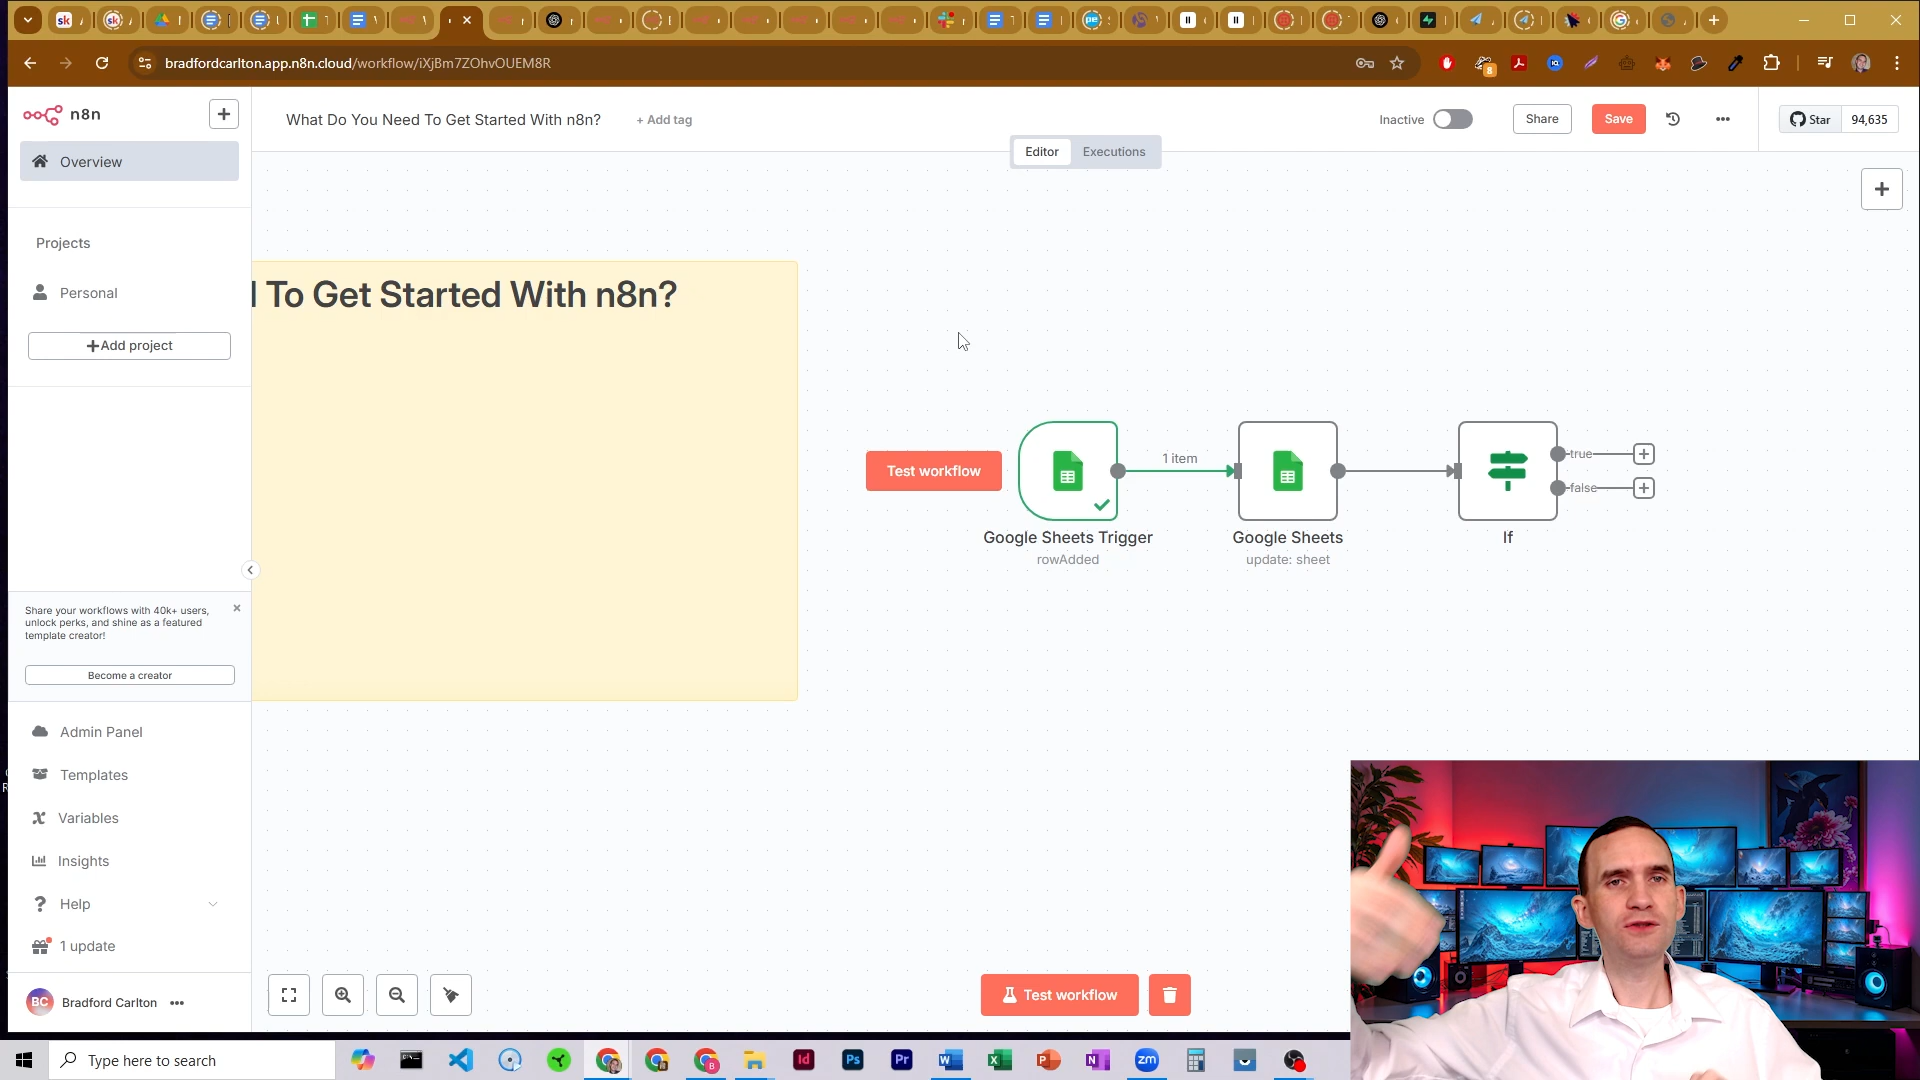 bradfordcarlton.app.n8n.cloud/workflow/iXjBm7ZOhvOUEM8R
n8n
What Do You Need To Get Started With n8n?
+ Add tag
Inactive
Share
Save
Star
94,635
Editor
Executions
Overview
Projects
Personal
Add project
To Get Started With n8n?
Test workflow
1 item
true
false
Google Sheets Trigger
rowAdded
Google Sheets
update: sheet
If
Share your workflows with 40k+ users,
unlock perks, and shine as a featured
template creator!
Become a creator
Admin Panel
Templates
Variables
Insights
Help
1 update
BC
Bradford Carlton
Test workflow
Type here to search